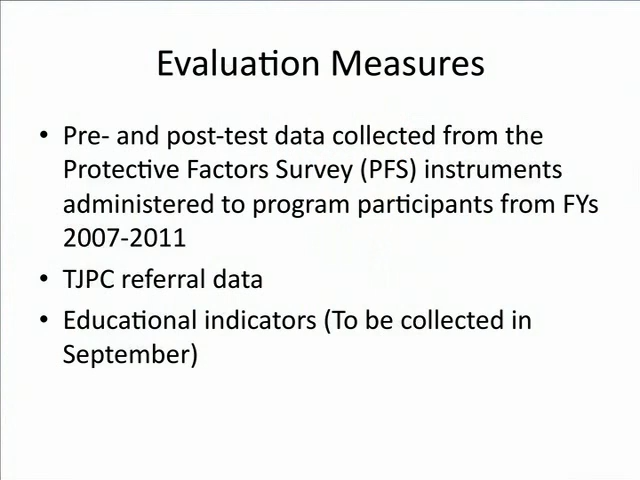 Evaluation Measures
• Pre- and post-test data collected from the
Protective Factors Survey (PFS) instruments
administered to program participants from FYs
2007-2011
• TJPC referral data
• Educational indicators (To be collected in
September)